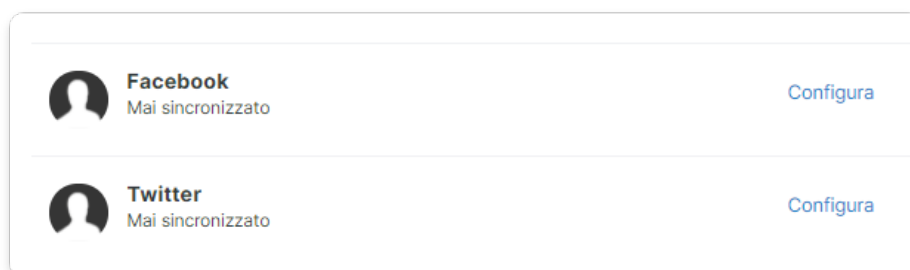 Facebook
Mai sincronizzato
Configura
Twitter
Mai sincronizzato
Configura